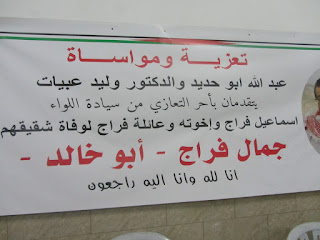 تعزية ومواساة
عبد الله ابو حديد والدكتور وليد عبيات
يتقدمان بأحر التعازي من سيادة اللواء
اسماعيل فراج وإخوته وعائلة فراج لوفاة شقيقهم
جمال فراج - أبو خالد -
انا لله وانا اليه راجعون